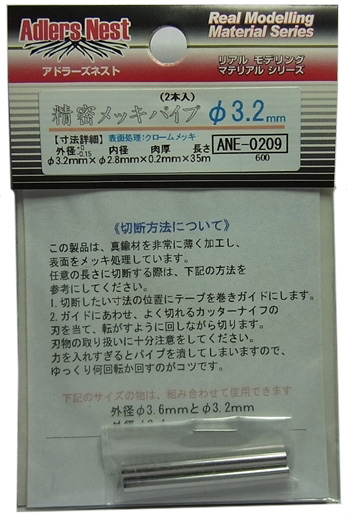 Adlers Nest
アドラーズネスト
Real Modelling
Material Series
リアル モデリング
マテリアル シリーズ
(2本入)
精密メッキパイプ φ3.2mm
【寸法詳細】 表面処理:クロームメッキ
外径+0-0.15 内径 肉厚 長さ
φ3.2mm×φ2.8mm×0.2mm×35m
ANE-0209
600
《切断方法について》
この製品は、真鍮材を非常に薄く加工し、
表面をメッキ処理しています。
任意の長さに切断する際は、下記の方法を
参考にしてください。
1.切断したい寸法の位置にテープを巻きガイドにします。
2.ガイドにあわせ、よく切れるカッターナイフの
刃を当て、転がすように回しながら切ります。
刃物の取り扱いに十分注意をしてください。
力を入れすぎるとパイプを潰してしまいますので、
ゆっくり何回転か回すのがコツです。
下記のサイズの物は、組み合わせて使用できます
外径φ3.6mmとφ3.2mm